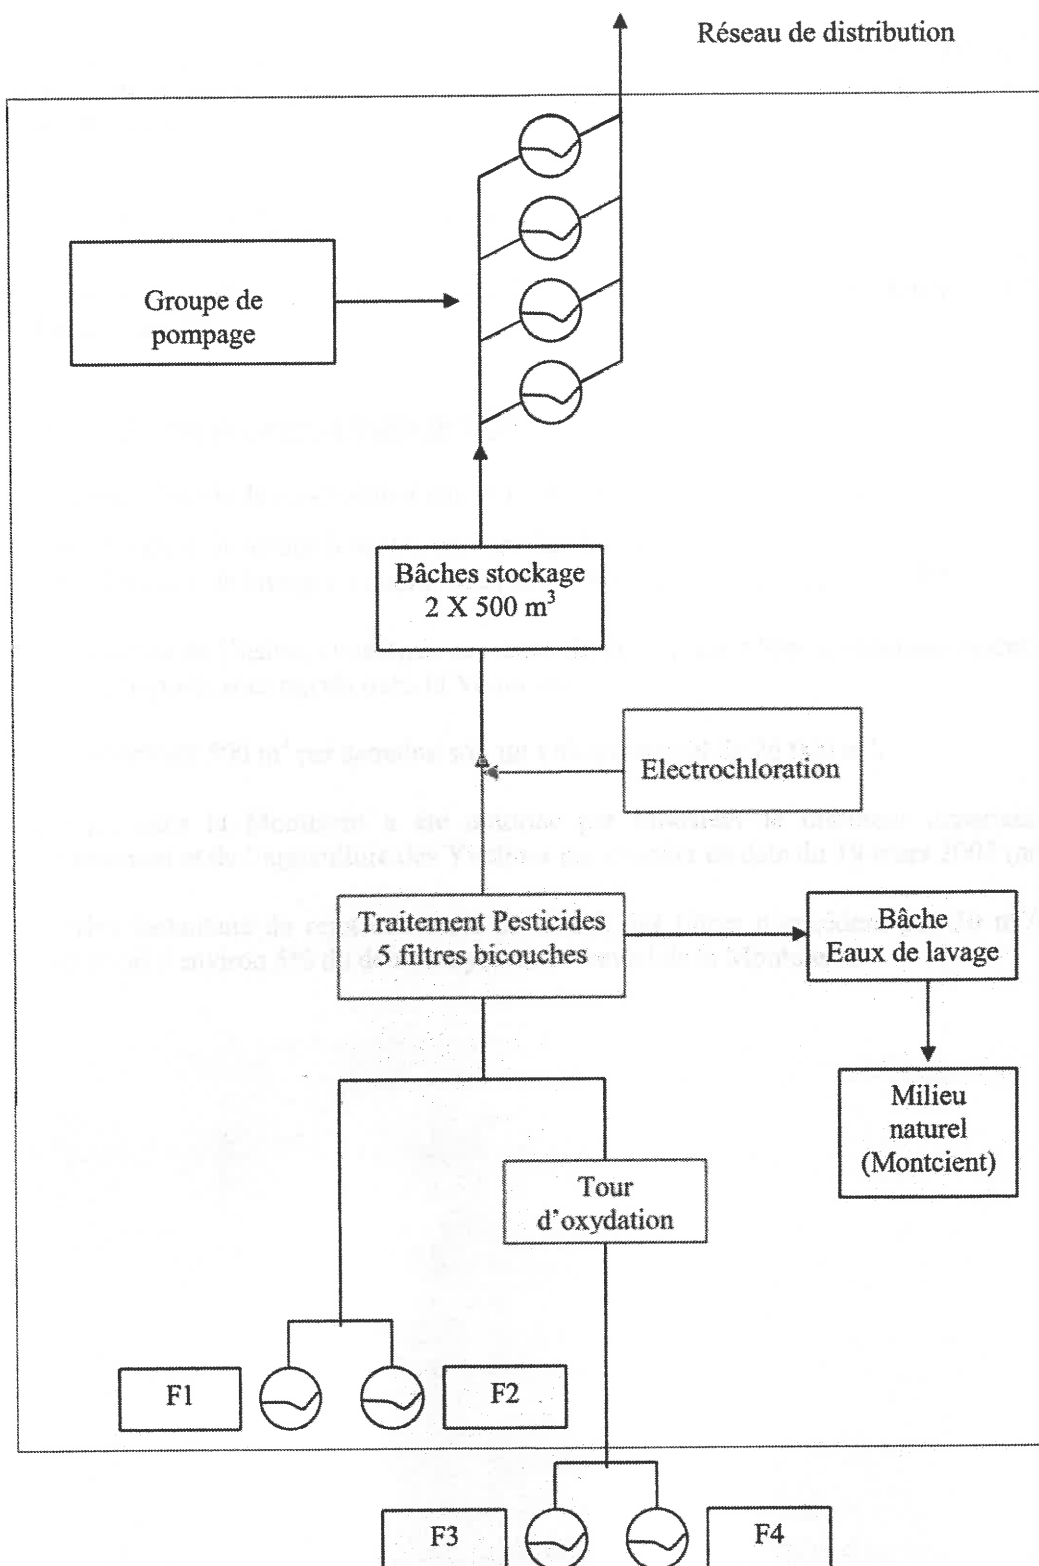 Réseau de distribution
Groupe de
pompage
Bâches stockage
2 X 500 m³
Electrochloration
Traitement Pesticides
5 filtres bicouches
Bâche
Eaux de lavage
Milieu
naturel
(Montcient)
Tour
d'oxydation
F1
F2
F3
F4